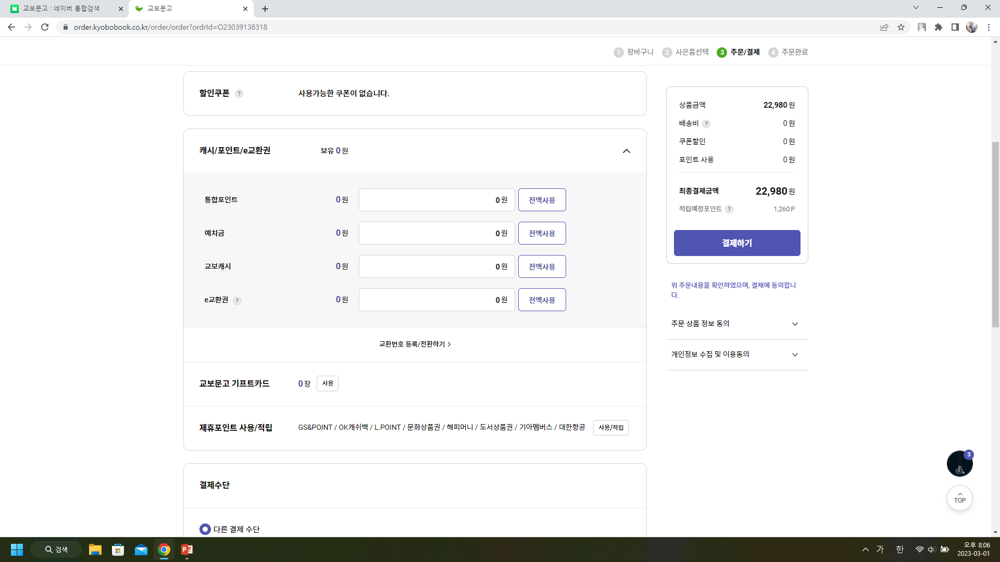 교보문고 : 네이버 통합검색
교보문고
order.kyobobook.co.kr/order/order?ordrId=O23039138318
1 장바구니 2 사은품선택 3 주문/결제 4 주문완료
할인쿠폰 ? 사용가능한 쿠폰이 없습니다.
캐시/포인트/e교환권 보유 0 원
통합포인트 0 원 0 원 전액사용
예치금 0 원 0 원 전액사용
교보캐시 0 원 0 원 전액사용
e교환권 ? 0 원 0 원 전액사용
교환번호 등록/전환하기 >
교보문고 기프트카드 0 장 사용
제휴포인트 사용/적립 GS&POINT / OK캐쉬백 / L.POINT / 문화상품권 / 해피머니 / 도서상품권 / 기아멤버스 / 대한항공 사용/적립
결제수단
다른 결제 수단
상품금액 22,980 원
배송비 ? 0 원
쿠폰할인 0 원
포인트 사용 0 원
최종결제금액 22,980 원
적립예정포인트 ? 1,260 P
결제하기
위 주문내용을 확인하였으며, 결제에 동의합니
다.
주문 상품 정보 동의
개인정보 수집 및 이용동의
3
TOP
검색
가 한
오후 8:06
2023-03-01